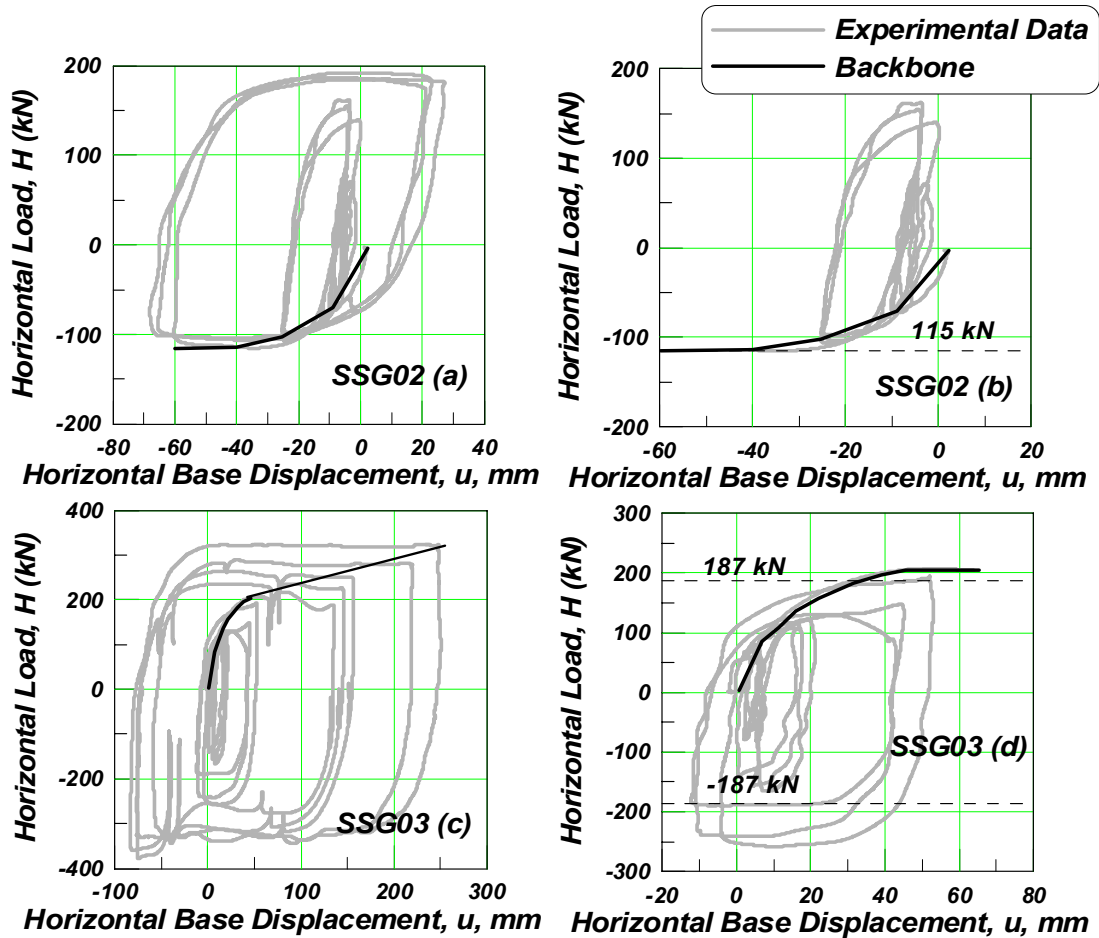 Experimental Data
Backbone
200
100
0
-100
-200
Horizontal Load, H (kN)
SSG02 (a)
-80 -60 -40 -20 0 20 40
Horizontal Base Displacement, u, mm
200
100
0
-100
-200
Horizontal Load, H (kN)
115 kN
SSG02 (b)
-60 -40 -20 0 20
Horizontal Base Displacement, u, mm
400
200
0
-200
-400
Horizontal Load, H (kN)
SSG03 (c)
-100 0 100 200 300
Horizontal Base Displacement, u, mm
300
200
100
0
-100
-200
-300
Horizontal Load, H (kN)
187 kN
SSG03 (d)
-187 kN
-20 0 20 40 60 80
Horizontal Base Displacement, u, mm